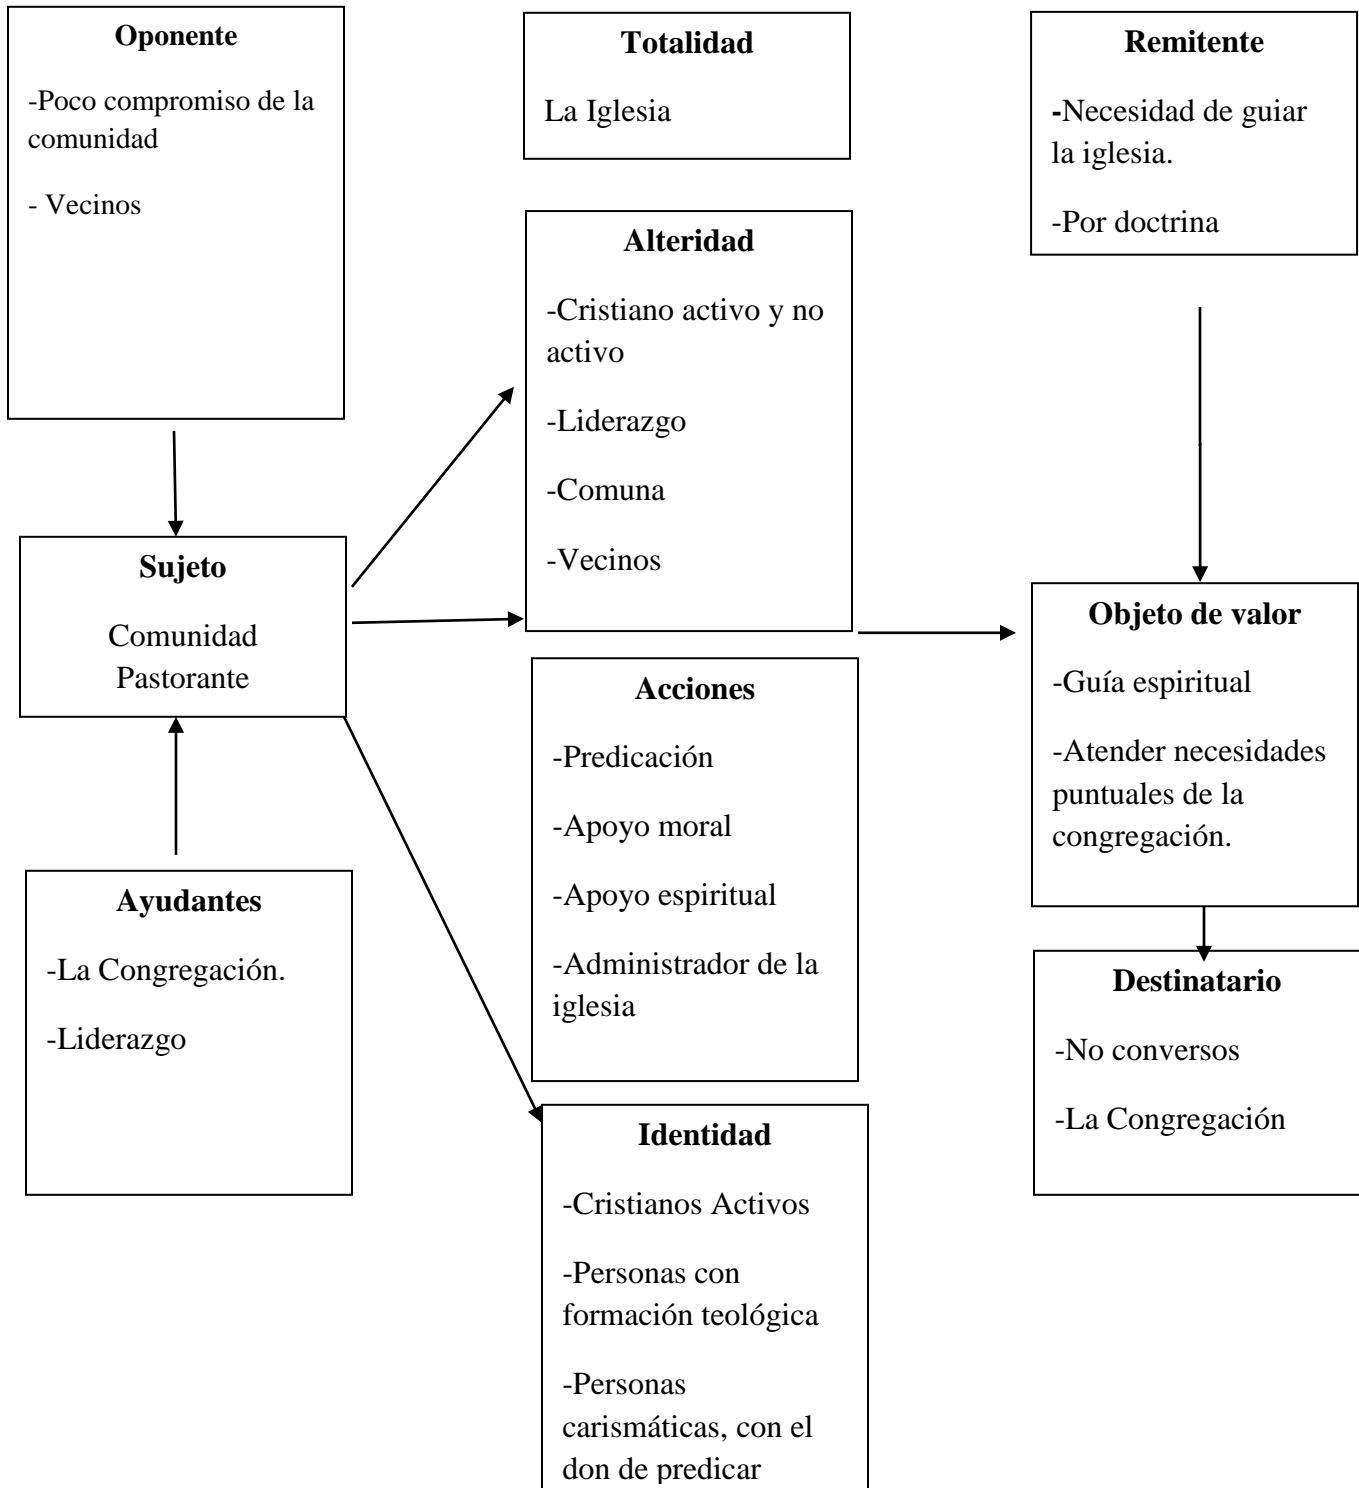 Oponente
-Poco compromiso de la
comunidad
- Vecinos
Totalidad
La Iglesia
Remitente
-Necesidad de guiar
la iglesia.
-Por doctrina
Alteridad
-Cristiano activo y no
activo
-Liderazgo
-Comuna
-Vecinos
Sujeto
Comunidad
Pastorante
Objeto de valor
-Guía espiritual
-Atender necesidades
puntuales de la
congregación.
Acciones
-Predicación
-Apoyo moral
-Apoyo espiritual
-Administrador de la
iglesia
Ayudantes
-La Congregación.
-Liderazgo
Destinatario
-No conversos
-La Congregación
Identidad
-Cristianos Activos
-Personas con
formación teológica
-Personas
carismáticas, con el
don de predicar